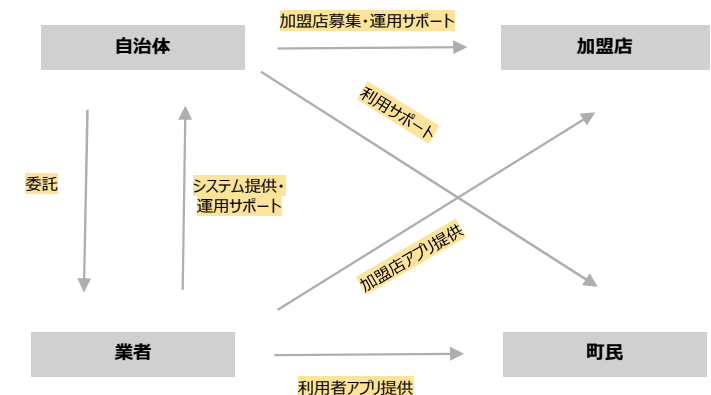 加盟店募集・運用サポート
自治体
加盟店
利用サポート
委託
システム提供・
運用サポート
加盟店アプリ提供
業者
町民
利用者アプリ提供